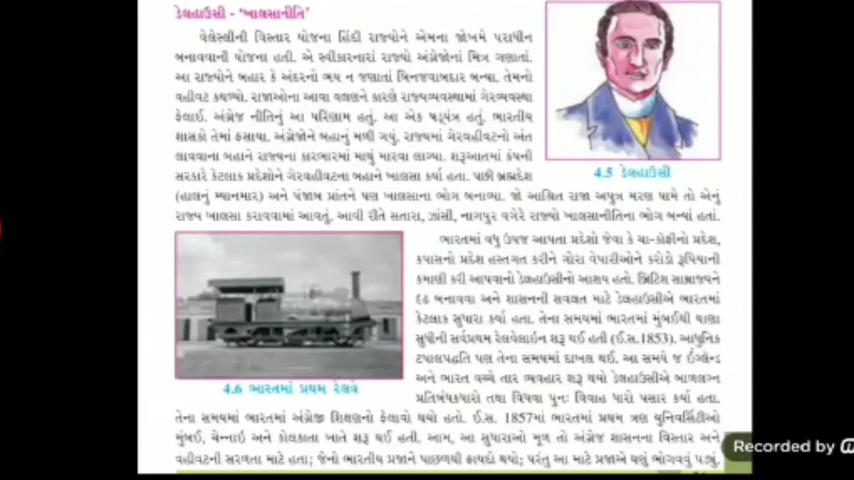 ડેલહાઉસી - 'ખાલસાનીતિ'
વેલેસ્લીની વિસ્તાર યોજના હિંદી રાજ્યોને એમના જોખમે પરાધીન
બનાવવાની યોજના હતી. એ સ્વીકારનારાં રાજ્યો અંગ્રેજોનાં મિત્ર ગણાતાં.
આ રાજ્યોને બહાર કે અંદરનો ભય ન જણાતાં બિનજવાબદાર બન્યા. તેમનો
વહીવટ કથળ્યો. રાજાઓના આવા વલણને કારણે રાજ્યવ્યવસ્થામાં ગેરવ્યવસ્થા
ફેલાઈ. અંગ્રેજ નીતિનું આ પરિણામ હતું. આ એક ષડ્યંત્ર હતું. ભારતીય
શાસકો તેમાં ફસાયા. અંગ્રેજોને બહાનું મળી ગયું. રાજ્યમાં ગેરવહીવટનો અંત
લાવવાના બહાને રાજ્યના કારભારમાં માથું મારવા લાગ્યા. શરૂઆતમાં કંપની
સરકારે કેટલાક પ્રદેશોને ગેરવહીવટના બહાને ખાલસા કર્યા હતા. પાછી બ્રહ્મદેશ
(હાલનું મ્યાનમાર) અને પંજાબ પ્રાંતને પણ ખાલસાના ભોગ બનાવ્યા. જો આશ્રિત રાજા અપુત્ર મરણ પામે તો એનું
રાજ્ય ખાલસા કરાવવામાં આવતું. આવી રીતે સતારા, ઝાંસી, નાગપુર વગેરે રાજ્યો ખાલસાનીતિના ભોગ બન્યાં હતાં.
4.5 ડેલહાઉસી
ભારતમાં વધુ ઉપજ આપતા પ્રદેશો જેવા કે ચા-કોફીનો પ્રદેશ,
કપાસનો પ્રદેશ હસ્તગત કરીને ગોરા વેપારીઓને કરોડો રૂપિયાની
કમાણી કરી આપવાનો ડેલહાઉસીનો આશય હતો. બ્રિટિશ સામ્રાજ્યને
દૃઢ બનાવવા અને શાસનની સવલત માટે ડેલહાઉસીએ ભારતમાં
કેટલાક સુધારા કર્યા હતા. તેના સમયમાં ભારતમાં મુંબઈથી થાણા
સુધીની સર્વપ્રથમ રેલવેલાઈન શરૂ થઈ હતી (ઈ.સ.1853). આધુનિક
ટપાલપદ્ધતિ પણ તેના સમયમાં દાખલ થઈ. આ સમયે જ ઈંગ્લૅન્ડ
અને ભારત વચ્ચે તાર વ્યવહાર શરૂ થયો ડેલહાઉસીએ બાળલગ્ન
પ્રતિબંધકધારો તથા વિધવા પુનઃ વિવાહ ધારો પસાર કર્યા હતા.
4.6 ભારતમાં પ્રથમ રેલવે
તેના સમયમાં ભારતમાં અંગ્રેજી શિક્ષણનો ફેલાવો થયો હતો. ઈ.સ. 1857માં ભારતમાં પ્રથમ ત્રણ યુનિવર્સિટીઓ
મુંબઈ, ચેન્નાઈ અને કોલકાતા ખાતે શરૂ થઈ હતી. આમ, આ સુધારાઓ મૂળ તો અંગ્રેજ શાસનના વિસ્તાર અને
વહીવટની સરળતા માટે હતા; જેનો ભારતીય પ્રજાને પાછળથી ફાયદો થયો; પરંતુ આ માટે પ્રજાએ ઘણું ભોગવવું પડ્યું.
Recorded by